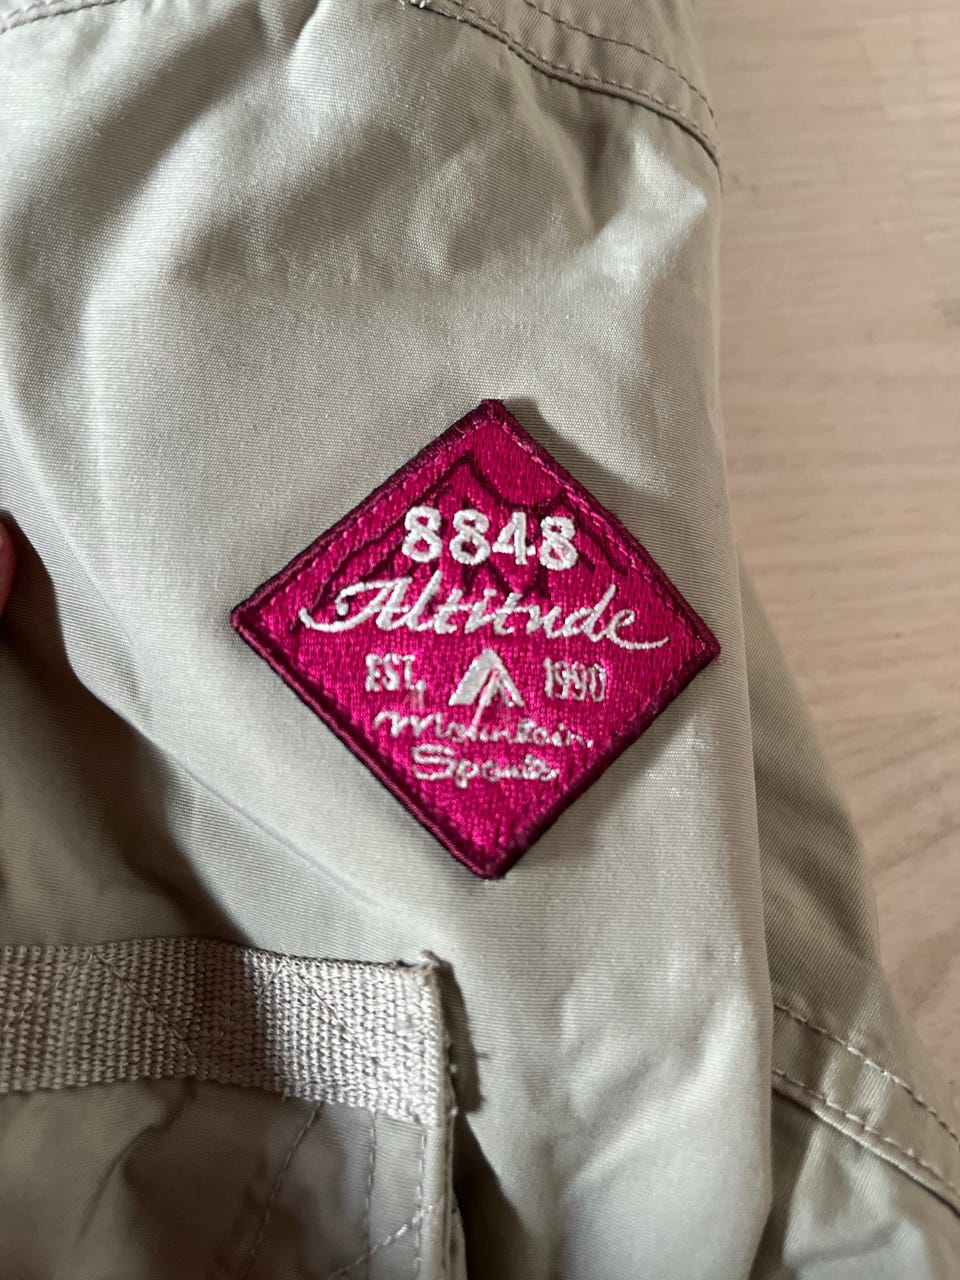 8848
Altitude
EST. 1990
Mountain
Sports